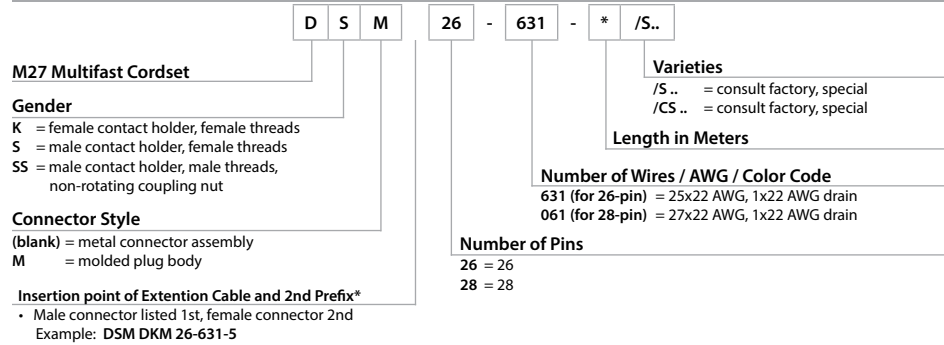 D S M 26 - 631 - * /S..
M27 Multifast Cordset
Gender
K = female contact holder, female threads
S = male contact holder, female threads
SS = male contact holder, male threads,
non-rotating coupling nut
Connector Style
(blank) = metal connector assembly
M = molded plug body
Insertion point of Extention Cable and 2nd Prefix*
• Male connector listed 1st, female connector 2nd
Example: DSM DKM 26-631-5
Varieties
/S .. = consult factory, special
/CS .. = consult factory, special
Length in Meters
Number of Wires / AWG / Color Code
631 (for 26-pin) = 25x22 AWG, 1x22 AWG drain
061 (for 28-pin) = 27x22 AWG, 1x22 AWG drain
Number of Pins
26 = 26
28 = 28